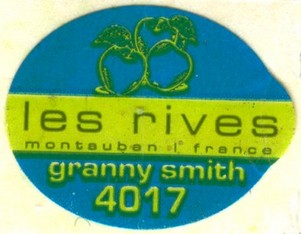 les rives
montauban | france
granny smith
4017